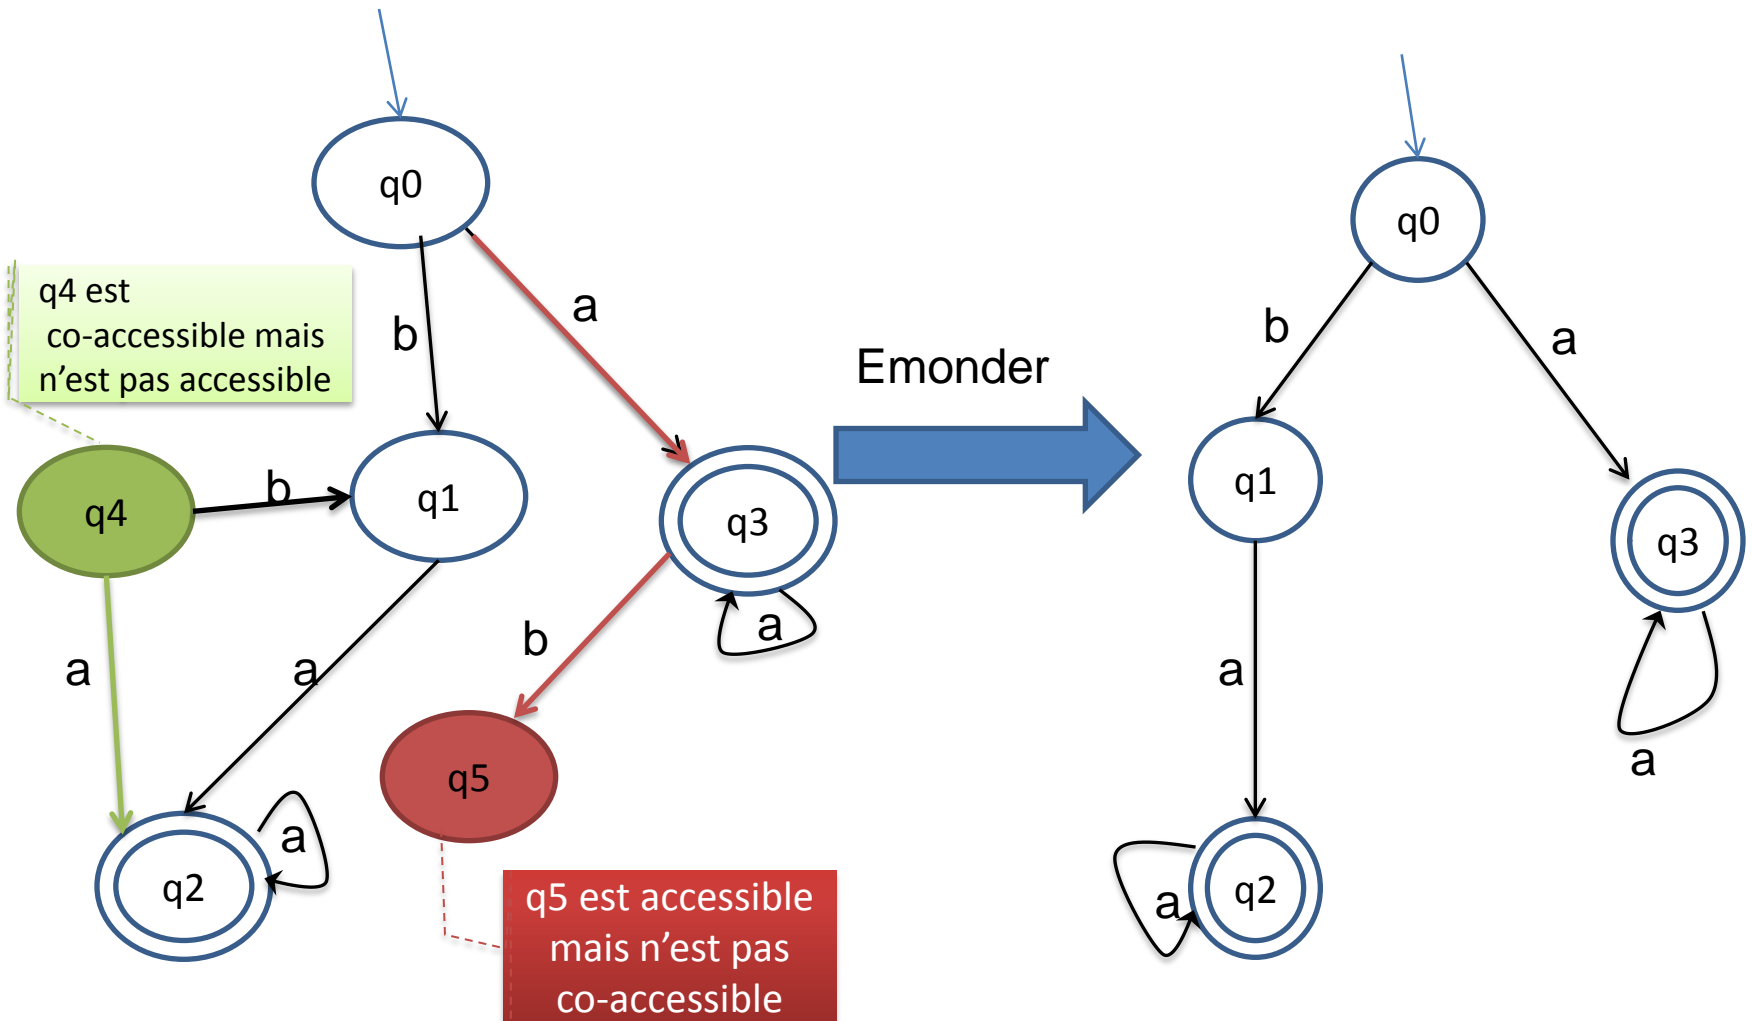 q0
q4 est
co-accessible mais
n'est pas accessible
b
a
Emonder
q4
b
q1
q3
a
a
b
a
q5
a
q2
q5 est accessible
mais n’est pas
co-accessible
q0
b
a
q1
q3
a
a
a
q2